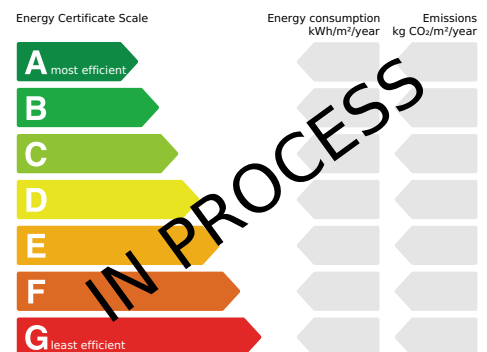 Energy Certificate Scale
Energy consumption
kWh/m²/year
Emissions
kg CO₂/m²/year
A most efficient
B
C
D
E
F
G least efficient
IN PROCESS